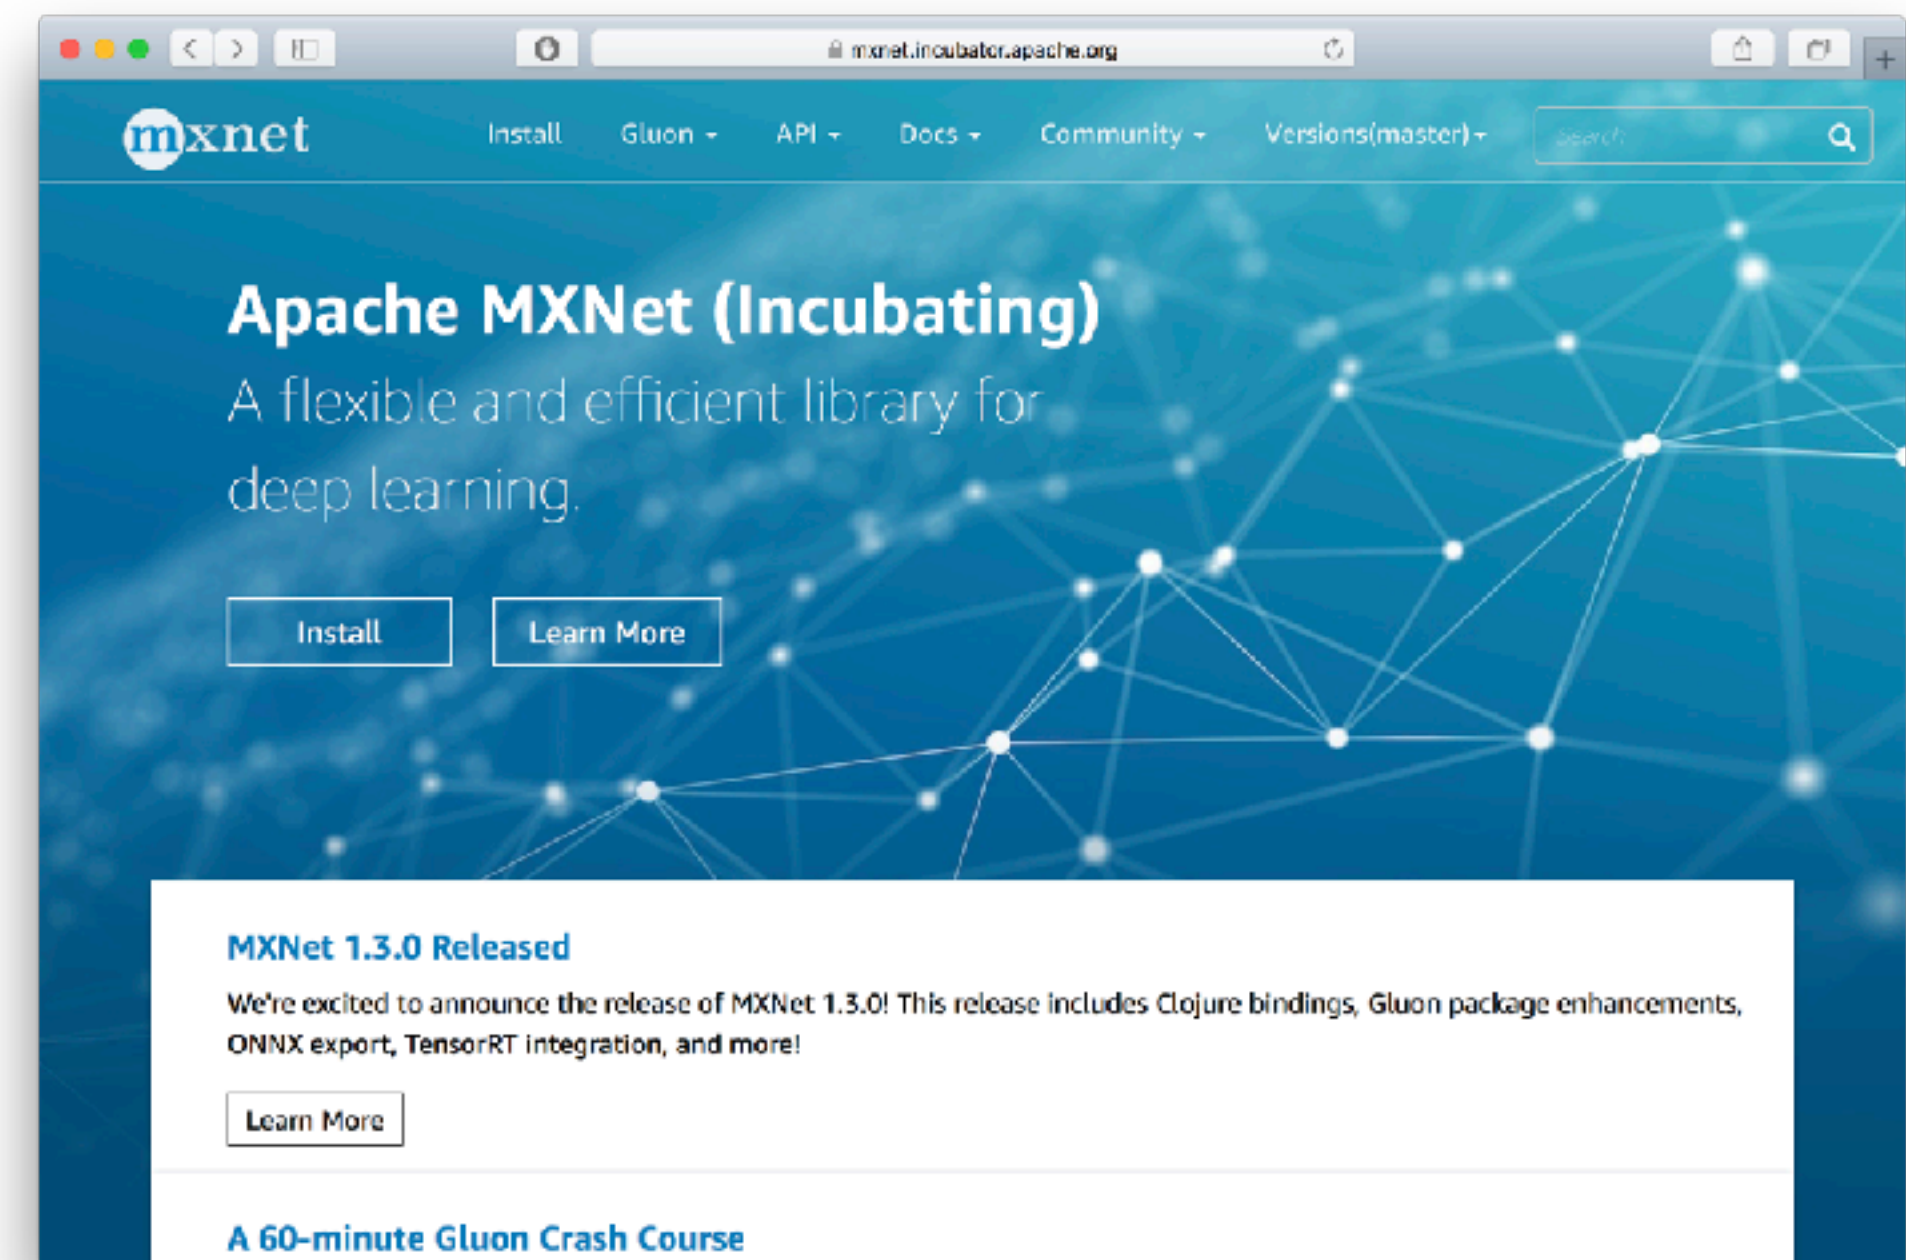 mxnet.incubator.apache.org
mxnet Install Gluon API Docs Community Versions(master) Search
Apache MXNet (Incubating)
A flexible and efficient library for
deep learning.
Install Learn More
MXNet 1.3.0 Released
We're excited to announce the release of MXNet 1.3.0! This release includes Clojure bindings, Gluon package enhancements,
ONNX export, TensorRT integration, and more!
Learn More
A 60-minute Gluon Crash Course